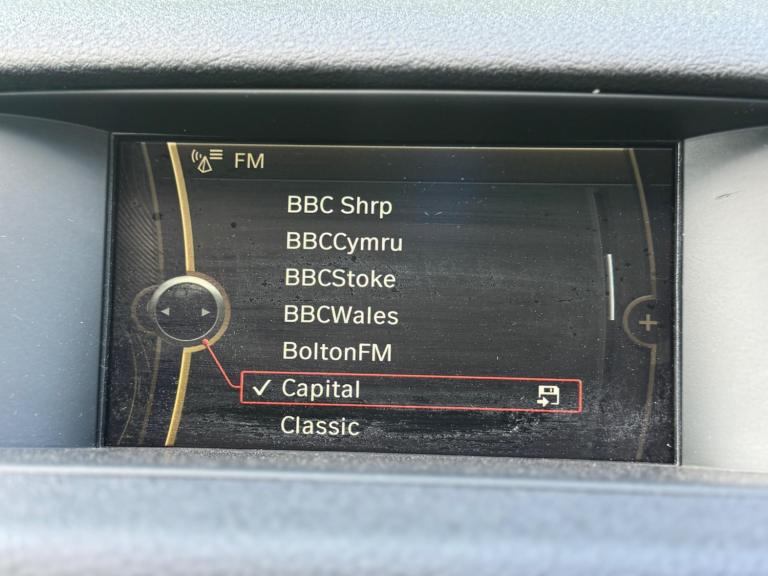 FM
BBC Shrp
BBCCymru
BBCStoke
BBCWales
BoltonFM
Capital
Classic